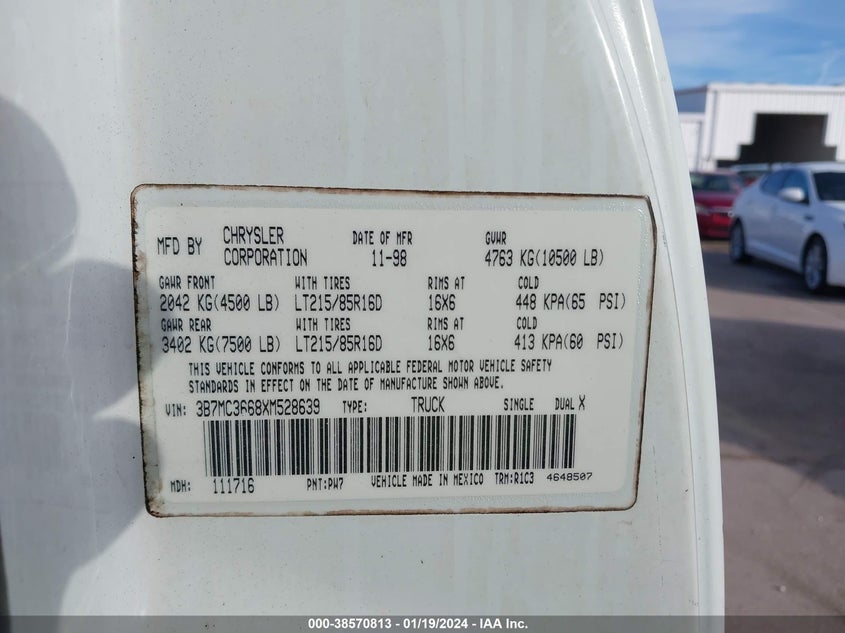 MFD BY CHRYSLER CORPORATION DATE OF MFR 11-98 GVWR 4763 KG(10500 LB)
GAWR FRONT WITH TIRES RIMS AT COLD
2042 KG(4500 LB) LT215/85R16D 16X6 448 KPA(65 PSI)
GAWR REAR WITH TIRES RIMS AT COLD
3402 KG(7500 LB) LT215/85R16D 16X6 413 KPA(60 PSI)
THIS VEHICLE CONFORMS TO ALL APPLICABLE FEDERAL MOTOR VEHICLE SAFETY
STANDARDS IN EFFECT ON THE DATE OF MANUFACTURE SHOWN ABOVE.
VIN: 3B7MC3668XM528639 TYPE: TRUCK SINGLE DUAL X
MDH: 111716 PNT:PW7 VEHICLE MADE IN MEXICO TRM:R1C3 4648507
000-38570813 - 01/19/2024 - IAA Inc.